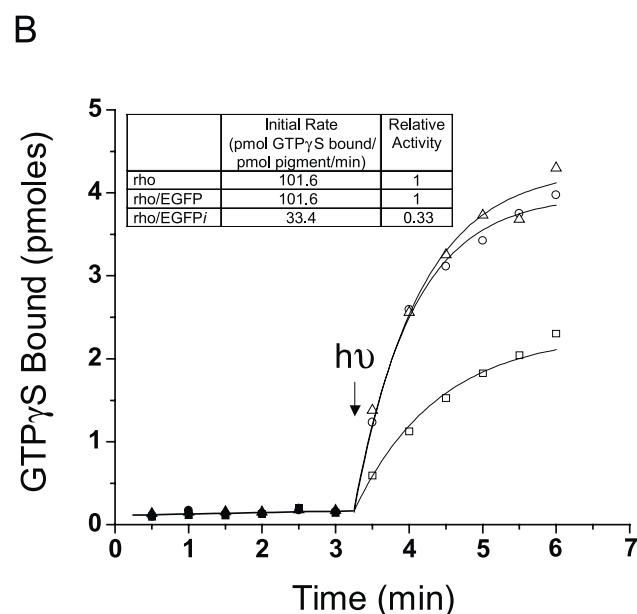 B
5
4
3
2
1
0
GTPγS Bound (pmoles)
Initial Rate
(pmol GTPγS bound/
pmol pigment/min)
Relative
Activity
rho 101.6 1
rho/EGFP 101.6 1
rho/EGFPi 33.4 0.33
hυ
0 1 2 3 4 5 6 7
Time (min)